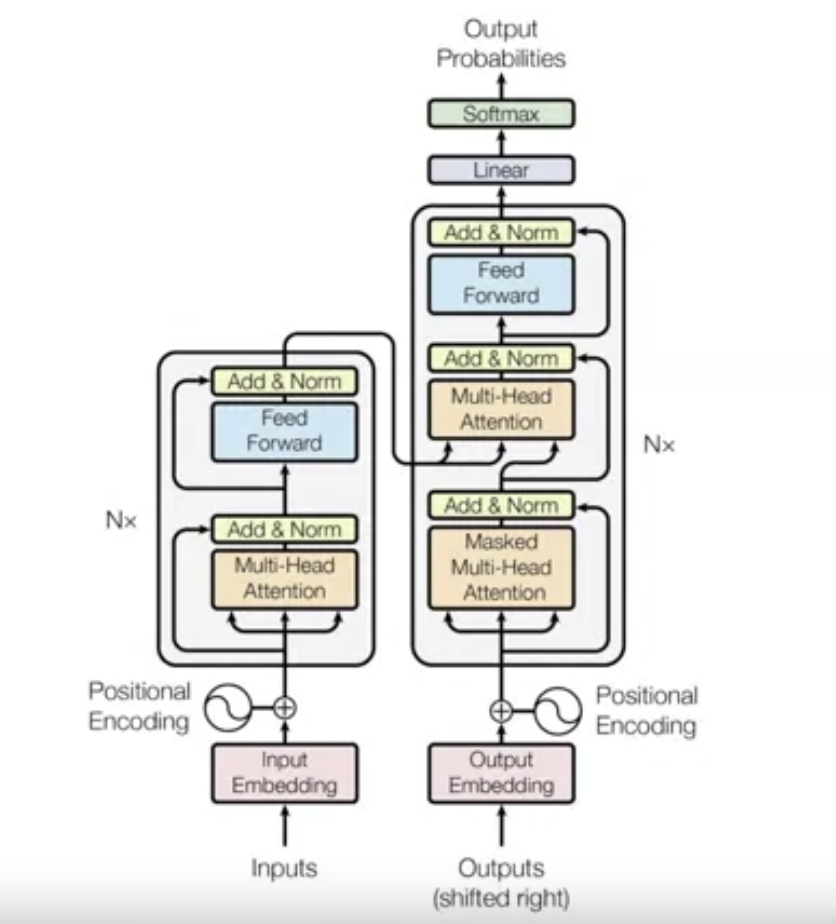 Output
Probabilities
Softmax
Linear
Add & Norm
Feed
Forward
Add & Norm
Multi-Head
Attention
Add & Norm
Masked
Multi-Head
Attention
Nx
Add & Norm
Feed
Forward
Add & Norm
Multi-Head
Attention
Nx
Positional
Encoding
Positional
Encoding
Input
Embedding
Output
Embedding
Inputs
Outputs
(shifted right)